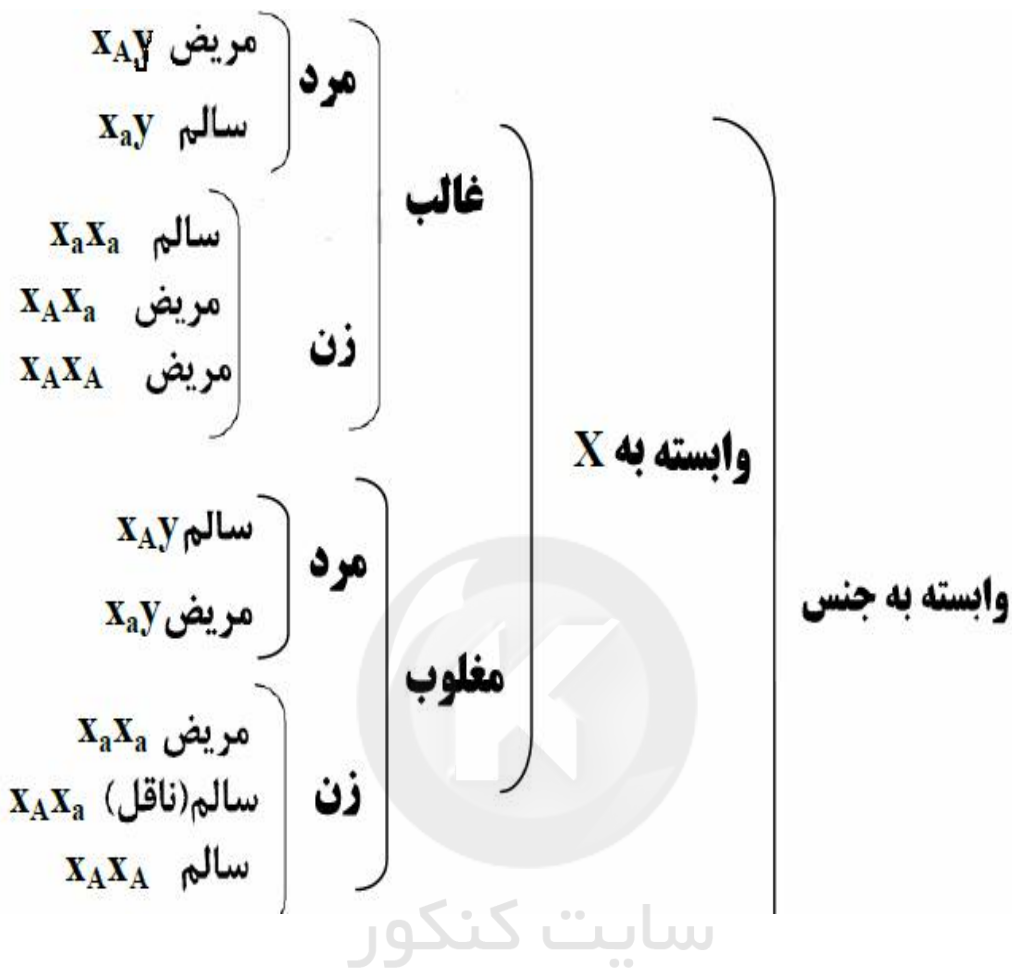 وابسته به جنس
وابسته به X
غالب
مرد
مریض xAy
سالم xay
زن
سالم xaxa
مریض xAxa
مریض xAxA
مغلوب
مرد
سالم xAy
مریض xay
زن
مریض xaxa
سالم(ناقل) xAxa
سالم xAxA
سایت کنکور